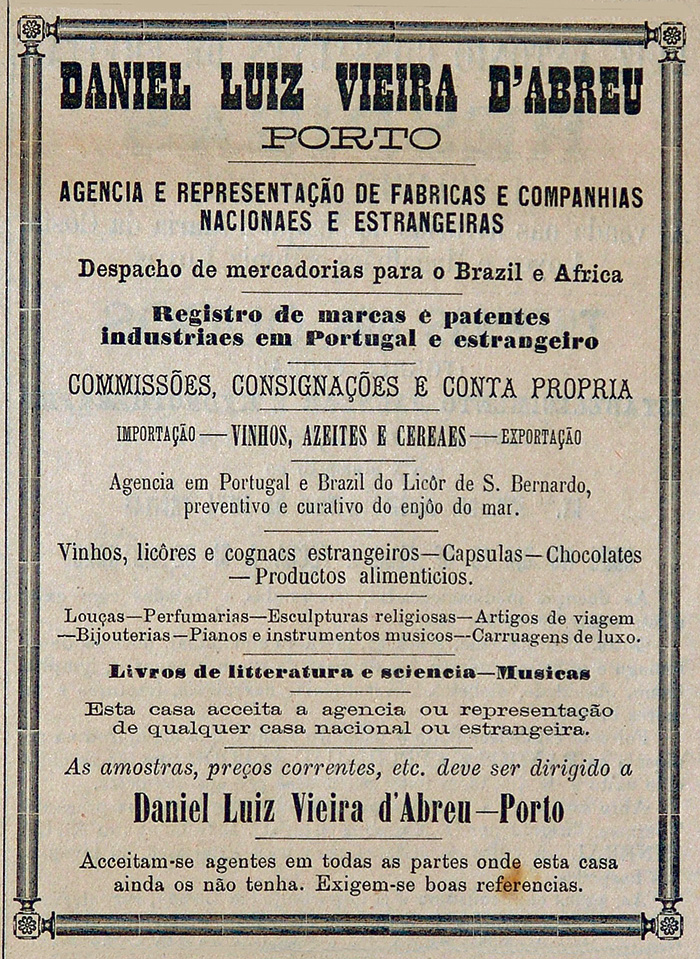 DANIEL LUIZ VIEIRA D'ABREU
PORTO
AGENCIA E REPRESENTAÇÃO DE FABRICAS E COMPANHIAS
NACIONAES E ESTRANGEIRAS
Despacho de mercadorias para o Brazil e Africa
Registro de marcas e patentes
industriaes em Portugal e estrangeiro
COMMISSÕES, CONSIGNAÇÕES E CONTA PROPRIA
IMPORTAÇÃO—VINHOS, AZEITES E CEREAES—EXPORTAÇÃO
Agencia em Portugal e Brazil do Licôr de S. Bernardo,
preventivo e curativo do enjôo do mar.
Vinhos, licôres e cognacs estrangeiros—Capsulas—Chocolates
—Productos alimenticios.
Louças—Perfumarias—Esculpturas religiosas—Artigos de viagem
—Bijouterias—Pianos e instrumentos musicos—Carruagens de luxo.
Livros de litteratura e sciencia—Musicas
Esta casa acceita a agencia ou representação
de qualquer casa nacional ou estrangeira.
As amostras, preços correntes, etc. deve ser dirigido a
Daniel Luiz Vieira d'Abreu—Porto
Acceitam-se agentes em todas as partes onde esta casa
ainda os não tenha. Exigem-se boas referencias.